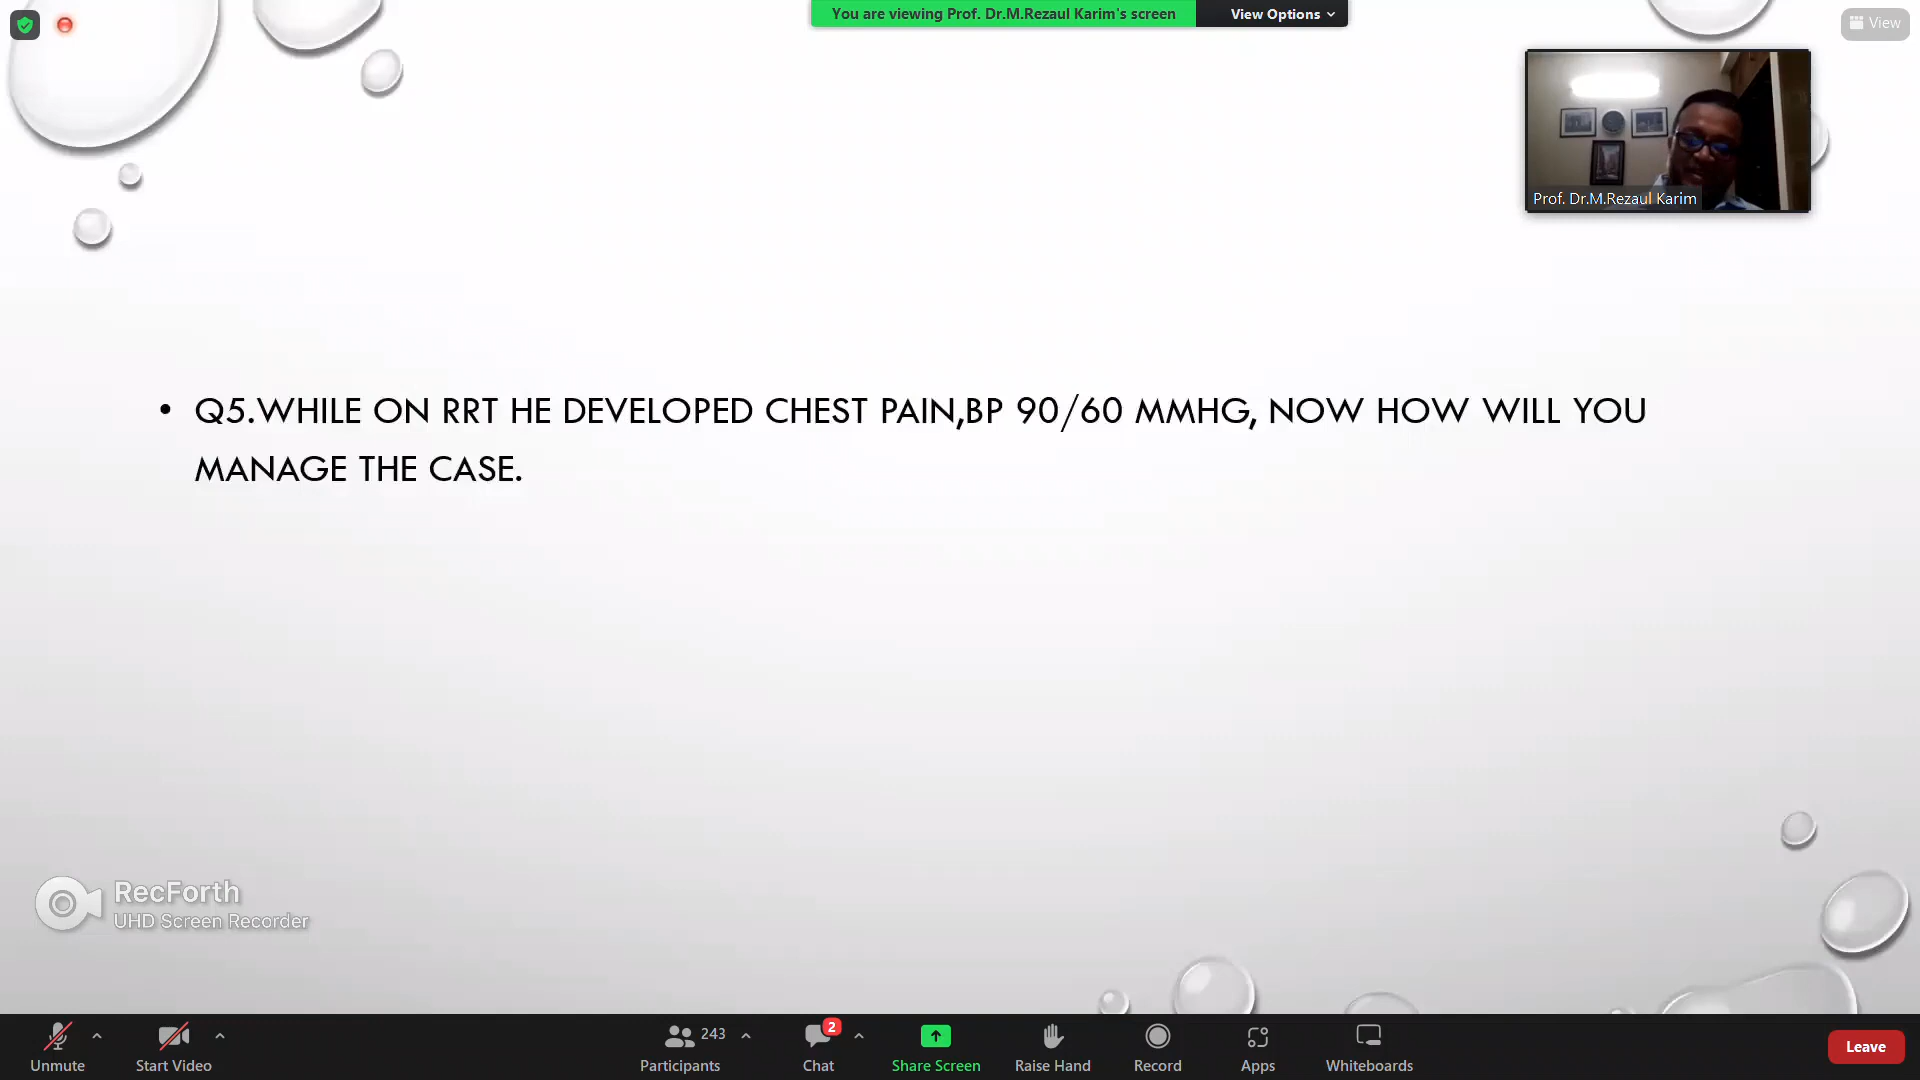 You are viewing Prof. Dr.M.Rezaul Karim's screen
View Options
View
Prof. Dr.M.Rezaul Karim
• Q5.WHILE ON RRT HE DEVELOPED CHEST PAIN,BP 90/60 MMHG, NOW HOW WILL YOU
MANAGE THE CASE.
RecForth
UHD Screen Recorder
243
2
Unmute
Start Video
Participants
Chat
Share Screen
Raise Hand
Record
Apps
Whiteboards
Leave